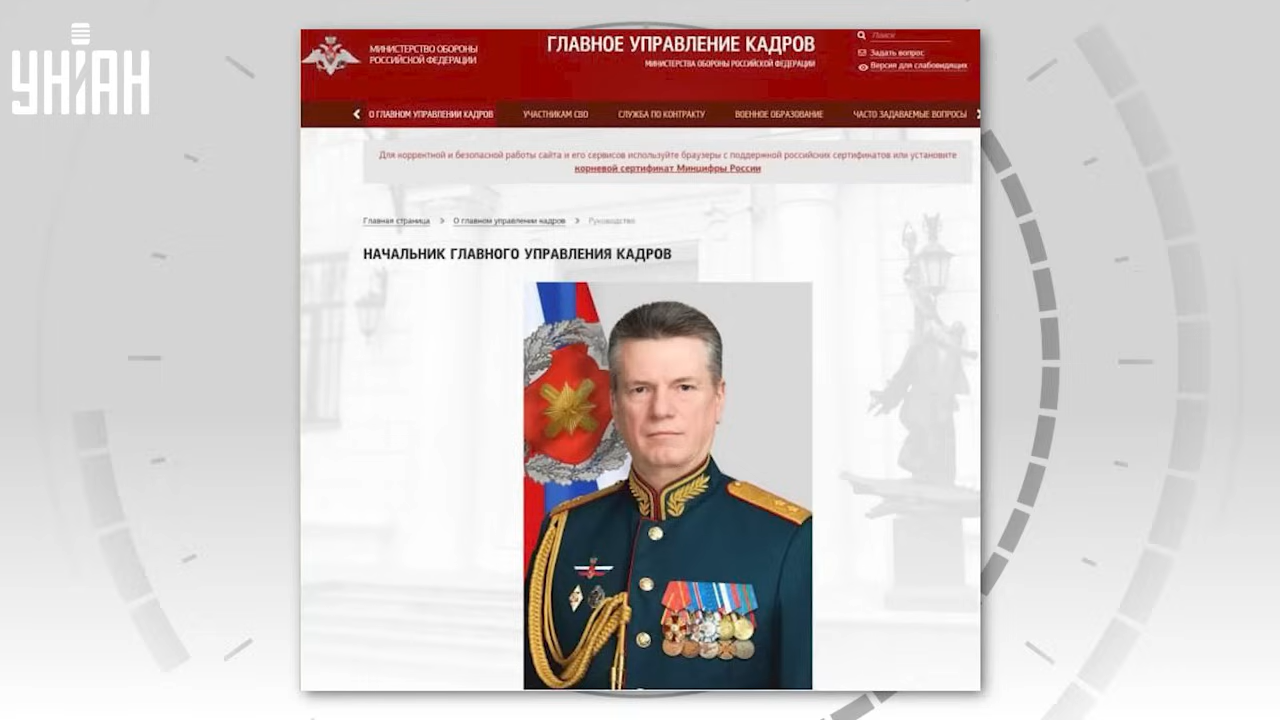 УНІАН
МИНИСТЕРСТВО ОБОРОНЫ
РОССИЙСКОЙ ФЕДЕРАЦИИ
ГЛАВНОЕ УПРАВЛЕНИЕ КАДРОВ
МИНИСТЕРСТВА ОБОРОНЫ РОССИЙСКОЙ ФЕДЕРАЦИИ
Поиск
Задать вопрос
Версия для слабовидящих
О ГЛАВНОМ УПРАВЛЕНИИ КАДРОВ УЧАСТНИКАМ СВО СЛУЖБА ПО КОНТРАКТУ ВОЕННОЕ ОБРАЗОВАНИЕ ЧАСТО ЗАДАВАЕМЫЕ ВОПРОСЫ
Для корректной и безопасной работы сайта и его сервисов используйте браузеры с поддержкой российских сертификатов или установите
корневой сертификат Минцифры России
Главная страница > О главном управлении кадров > Руководство
НАЧАЛЬНИК ГЛАВНОГО УПРАВЛЕНИЯ КАДРОВ